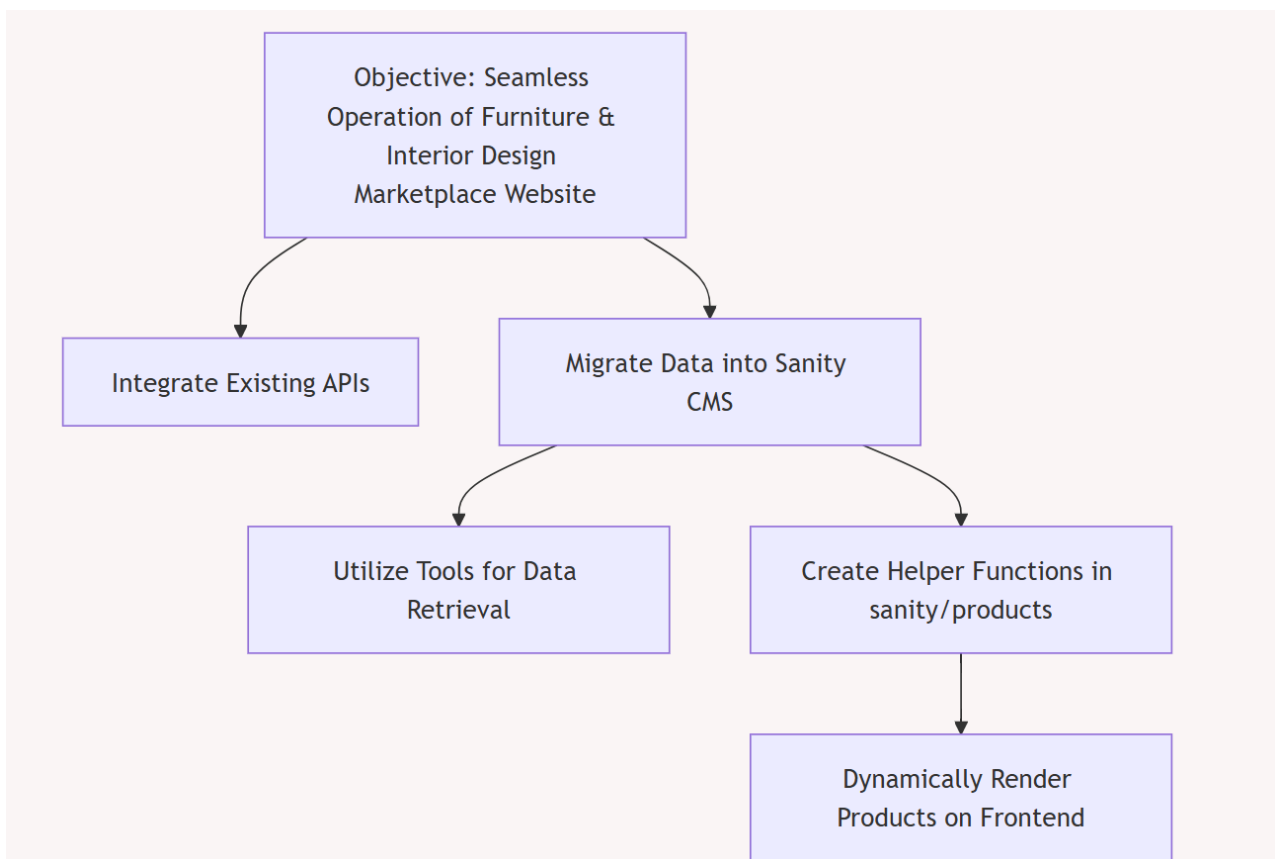 Objective: Seamless
Operation of Furniture &
Interior Design
Marketplace Website
Integrate Existing APIs
Migrate Data into Sanity
CMS
Utilize Tools for Data
Retrieval
Create Helper Functions in
sanity/products
Dynamically Render
Products on Frontend